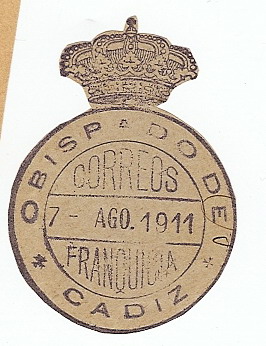 OBISPADO DE
CORREOS
7 - AGO. 1911
FRANQUICIA
* CADIZ *